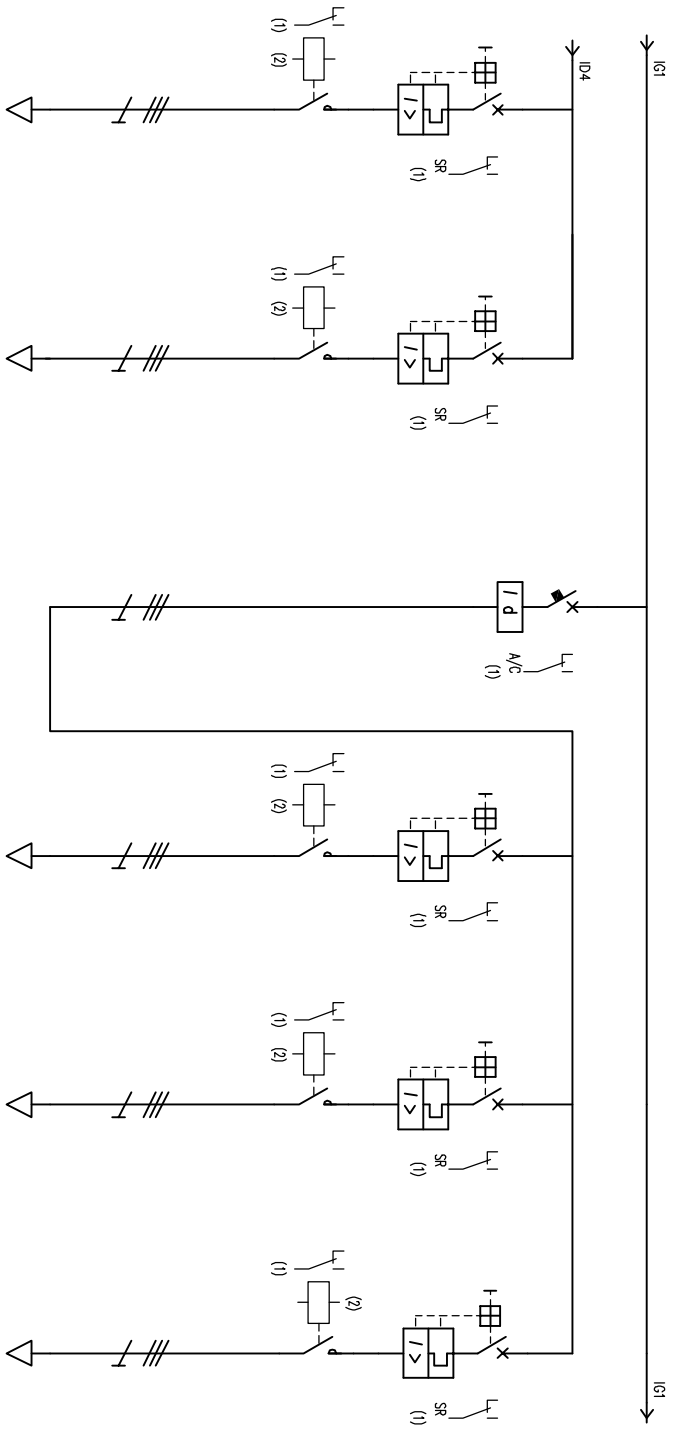 IG1
IG1
ID4
SR
(1)
I >
(2)
(1)
SR
(1)
I >
(2)
(1)
A/C
(1)
I d
SR
(1)
I >
(2)
(1)
SR
(1)
I >
(2)
(1)
SR
(1)
I >
(2)
(1)